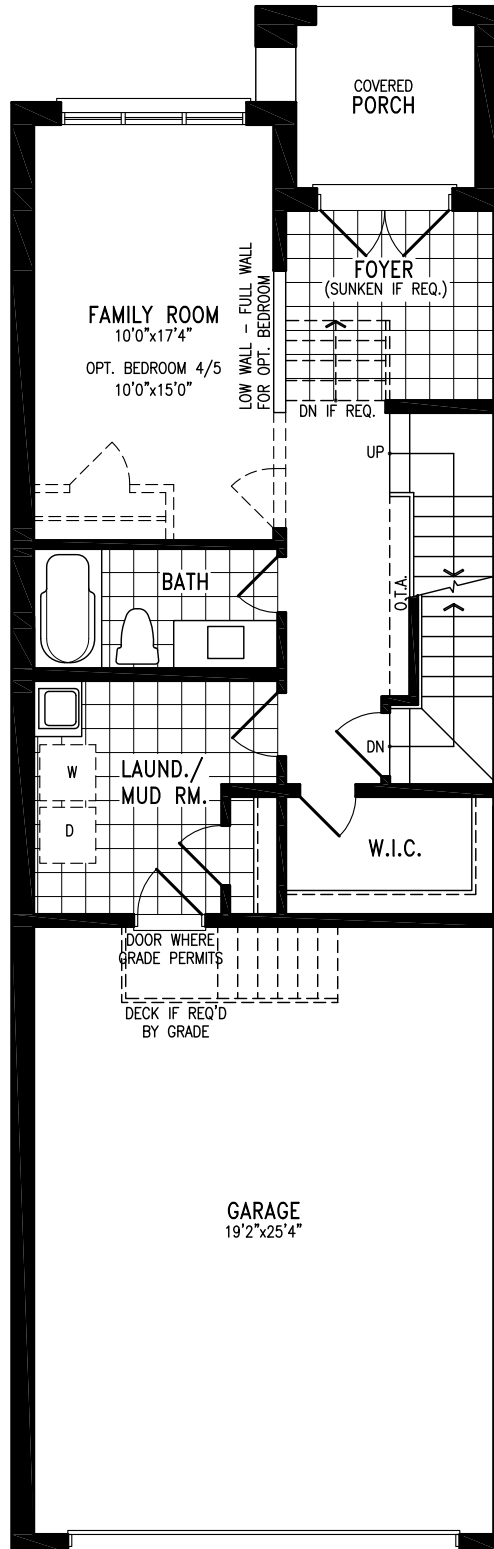 COVERED
PORCH
FOYER
(SUNKEN IF REQ.)
FAMILY ROOM
10'0"x17'4"
OPT. BEDROOM 4/5
10'0"x15'0"
LOW WALL - FULL WALL
FOR OPT. BEDROOM
DN IF REQ.
UP
O.T.A.
BATH
DN
W
LAUND./
MUD RM.
D
W.I.C.
DOOR WHERE
GRADE PERMITS
DECK IF REQ'D
BY GRADE
GARAGE
19'2"x25'4"